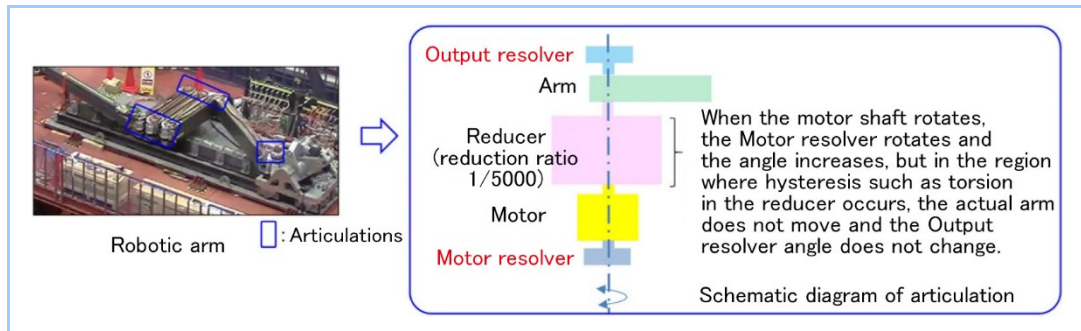 Output resolver
Arm
Reducer
(reduction ratio
1/5000)
Motor
Motor resolver
When the motor shaft rotates,
the Motor resolver rotates and
the angle increases, but in the region
where hysteresis such as torsion
in the reducer occurs, the actual arm
does not move and the Output
resolver angle does not change.
Schematic diagram of articulation
Robotic arm
: Articulations